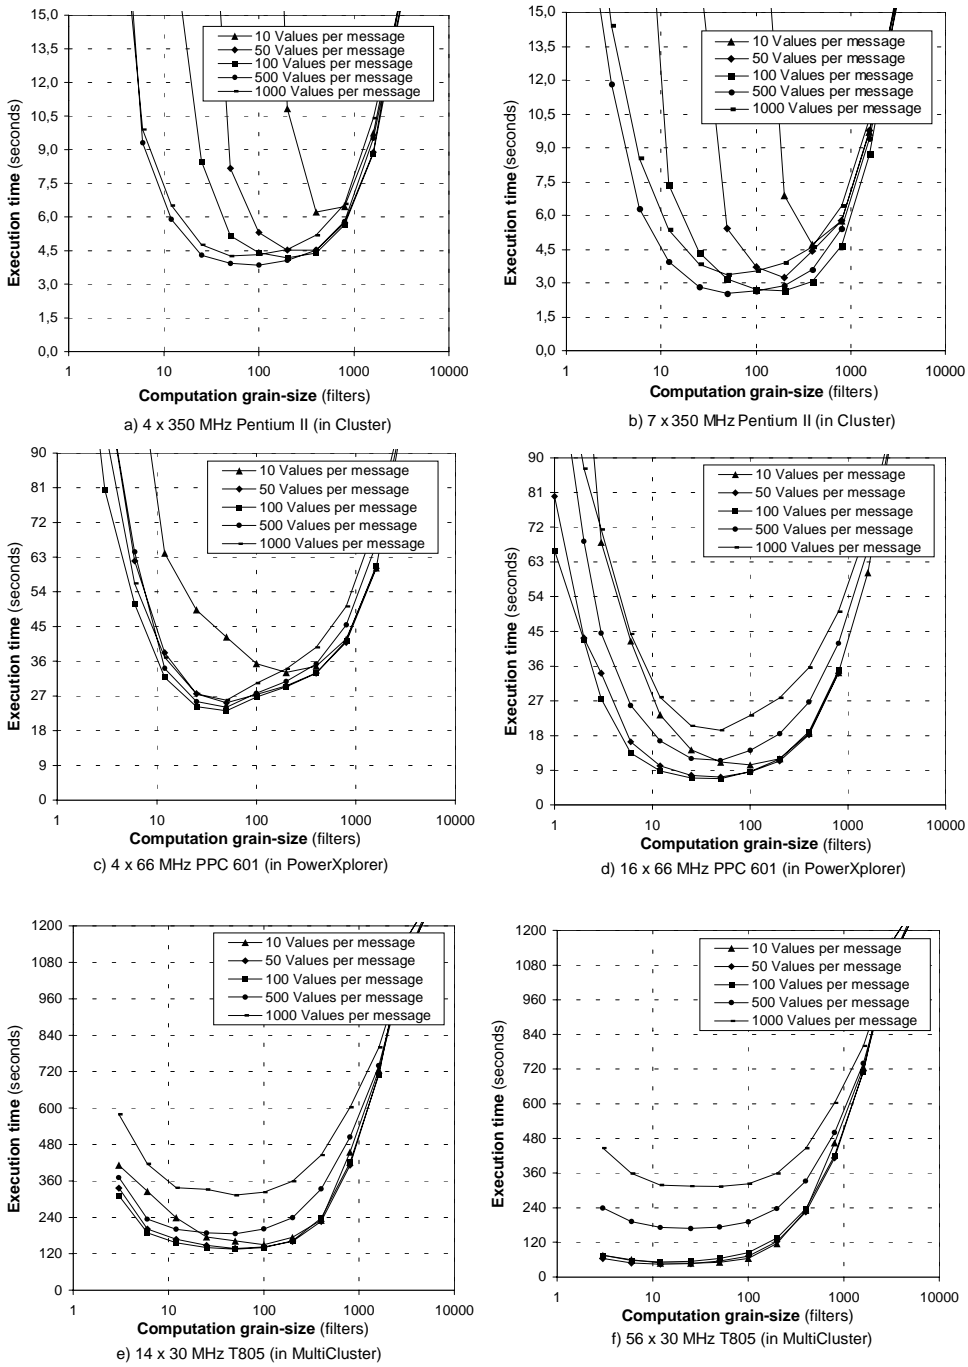 Execution time (seconds)
15,0
13,5
12,0
10,5
9,0
7,5
6,0
4,5
3,0
1,5
0,0
10 Values per message
50 Values per message
100 Values per message
500 Values per message
1000 Values per message
1 10 100 1000 10000
Computation grain-size (filters)
a) 4 x 350 MHz Pentium II (in Cluster)
Execution time (seconds)
15,0
13,5
12,0
10,5
9,0
7,5
6,0
4,5
3,0
1,5
0,0
10 Values per message
50 Values per message
100 Values per message
500 Values per message
1000 Values per message
1 10 100 1000 10000
Computation grain-size (filters)
b) 7 x 350 MHz Pentium II (in Cluster)
Execution time (seconds)
90
81
72
63
54
45
36
27
18
9
0
10 Values per message
50 Values per message
100 Values per message
500 Values per message
1000 Values per message
1 10 100 1000 10000
Computation grain-size (filters)
c) 4 x 66 MHz PPC 601 (in PowerXplorer)
Execution time (seconds)
90
81
72
63
54
45
36
27
18
9
0
10 Values per message
50 Values per message
100 Values per message
500 Values per message
1000 Values per message
1 10 100 1000 10000
Computation grain-size (filters)
d) 16 x 66 MHz PPC 601 (in PowerXplorer)
Execution time (seconds)
1200
1080
960
840
720
600
480
360
240
120
0
10 Values per message
50 Values per message
100 Values per message
500 Values per message
1000 Values per message
1 10 100 1000 10000
Computation grain-size (filters)
e) 14 x 30 MHz T805 (in MultiCluster)
Execution time (seconds)
1200
1080
960
840
720
600
480
360
240
120
0
10 Values per message
50 Values per message
100 Values per message
500 Values per message
1000 Values per message
1 10 100 1000 10000
Computation grain-size (filters)
f) 56 x 30 MHz T805 (in MultiCluster)